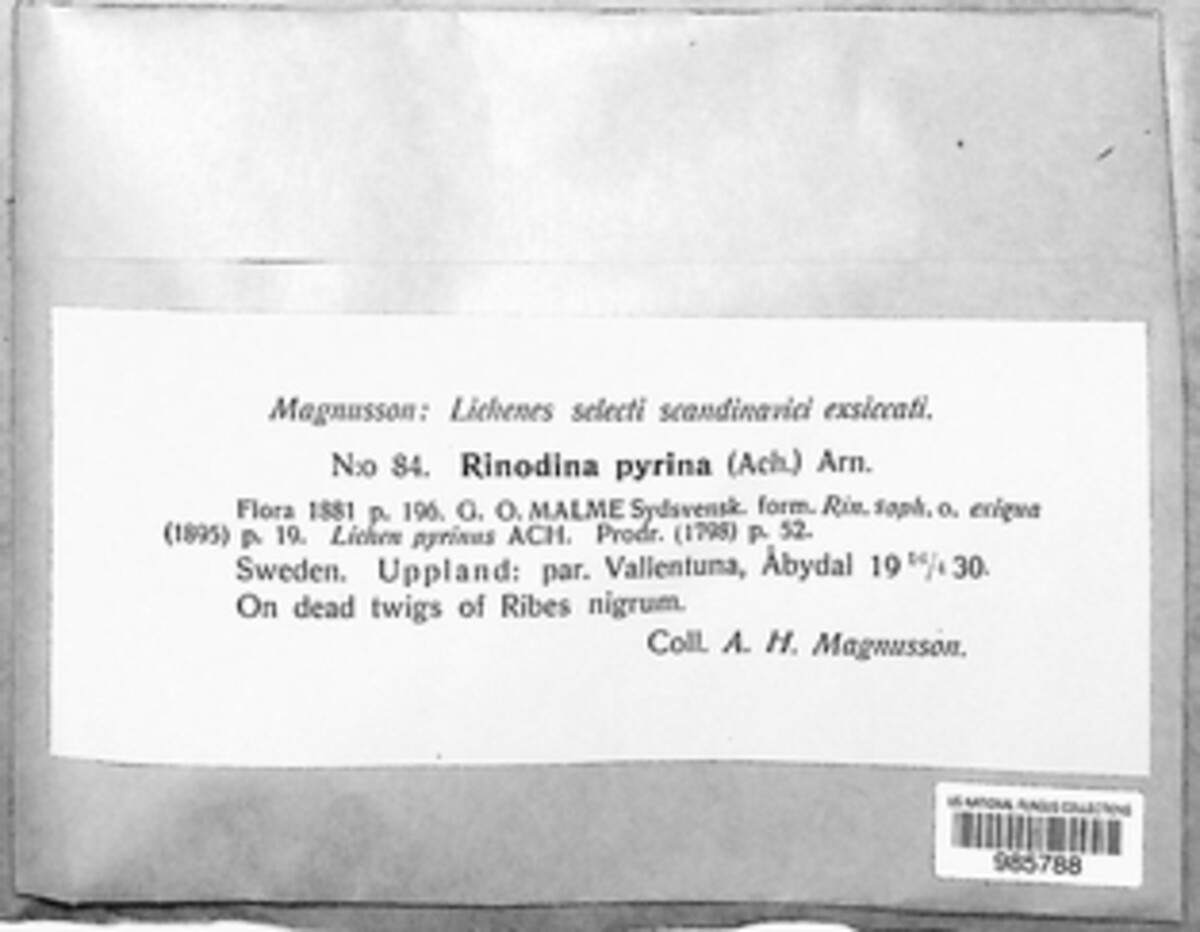 Magnusson: Lichenes selecti scandinavici exsiccati.
N:o 84. Rinodina pyrina (Ach.) Arn.
Flora 1881 p. 196. G. O. MALME Sydsvensk. form. Rin. soph. o. exigua
(1895) p. 19. Lichen pyrinus ACH. Prodr. (1798) p. 52.
Sweden. Uppland: par. Vallentuna, Åbydal 19 30.
On dead twigs of Ribes nigrum.
Coll. A. H. Magnusson.
US NATIONAL FUNGUS COLLECTIONS
985788